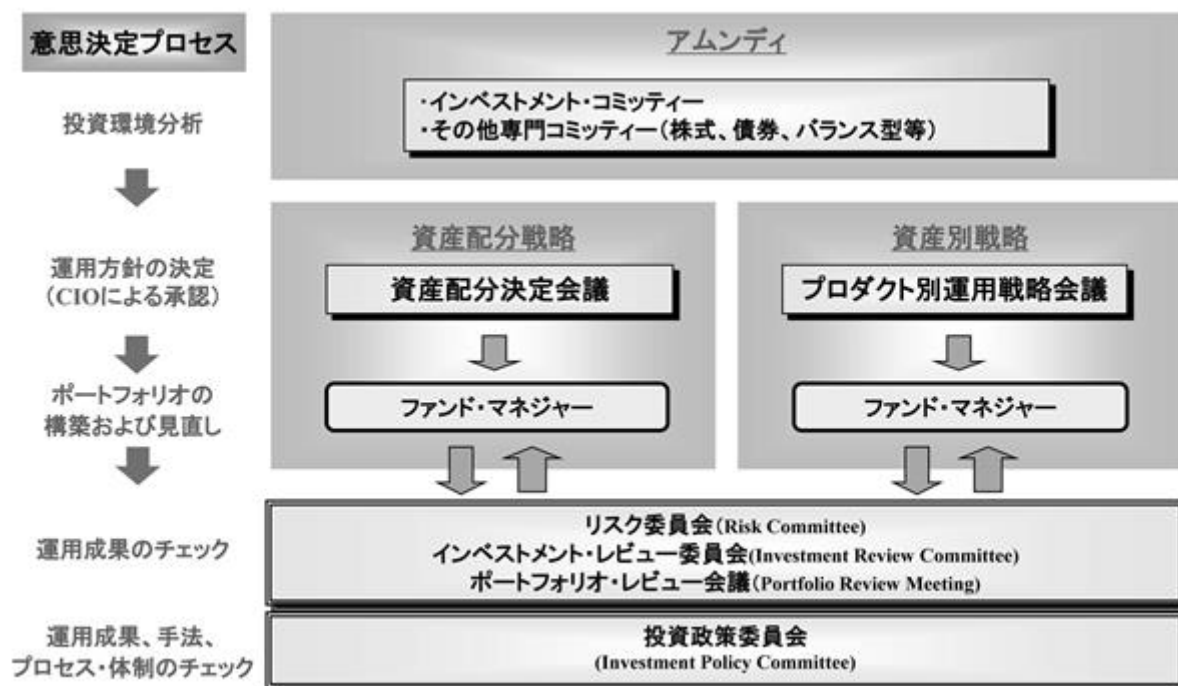 意思決定プロセス
アムンディ
・インベストメント・コミッティー
・その他専門コミッティー(株式、債券、バランス型等)
投資環境分析
資産配分戦略
資産別戦略
運用方針の決定
(CIOによる承認)
資産配分決定会議
プロダクト別運用戦略会議
ポートフォリオの
構築および見直し
ファンド・マネジャー
ファンド・マネジャー
運用成果のチェック
リスク委員会(Risk Committee)
インベストメント・レビュー委員会(Investment Review Committee)
ポートフォリオ・レビュー会議(Portfolio Review Meeting)
運用成果、手法、
プロセス・体制のチェック
投資政策委員会
(Investment Policy Committee)